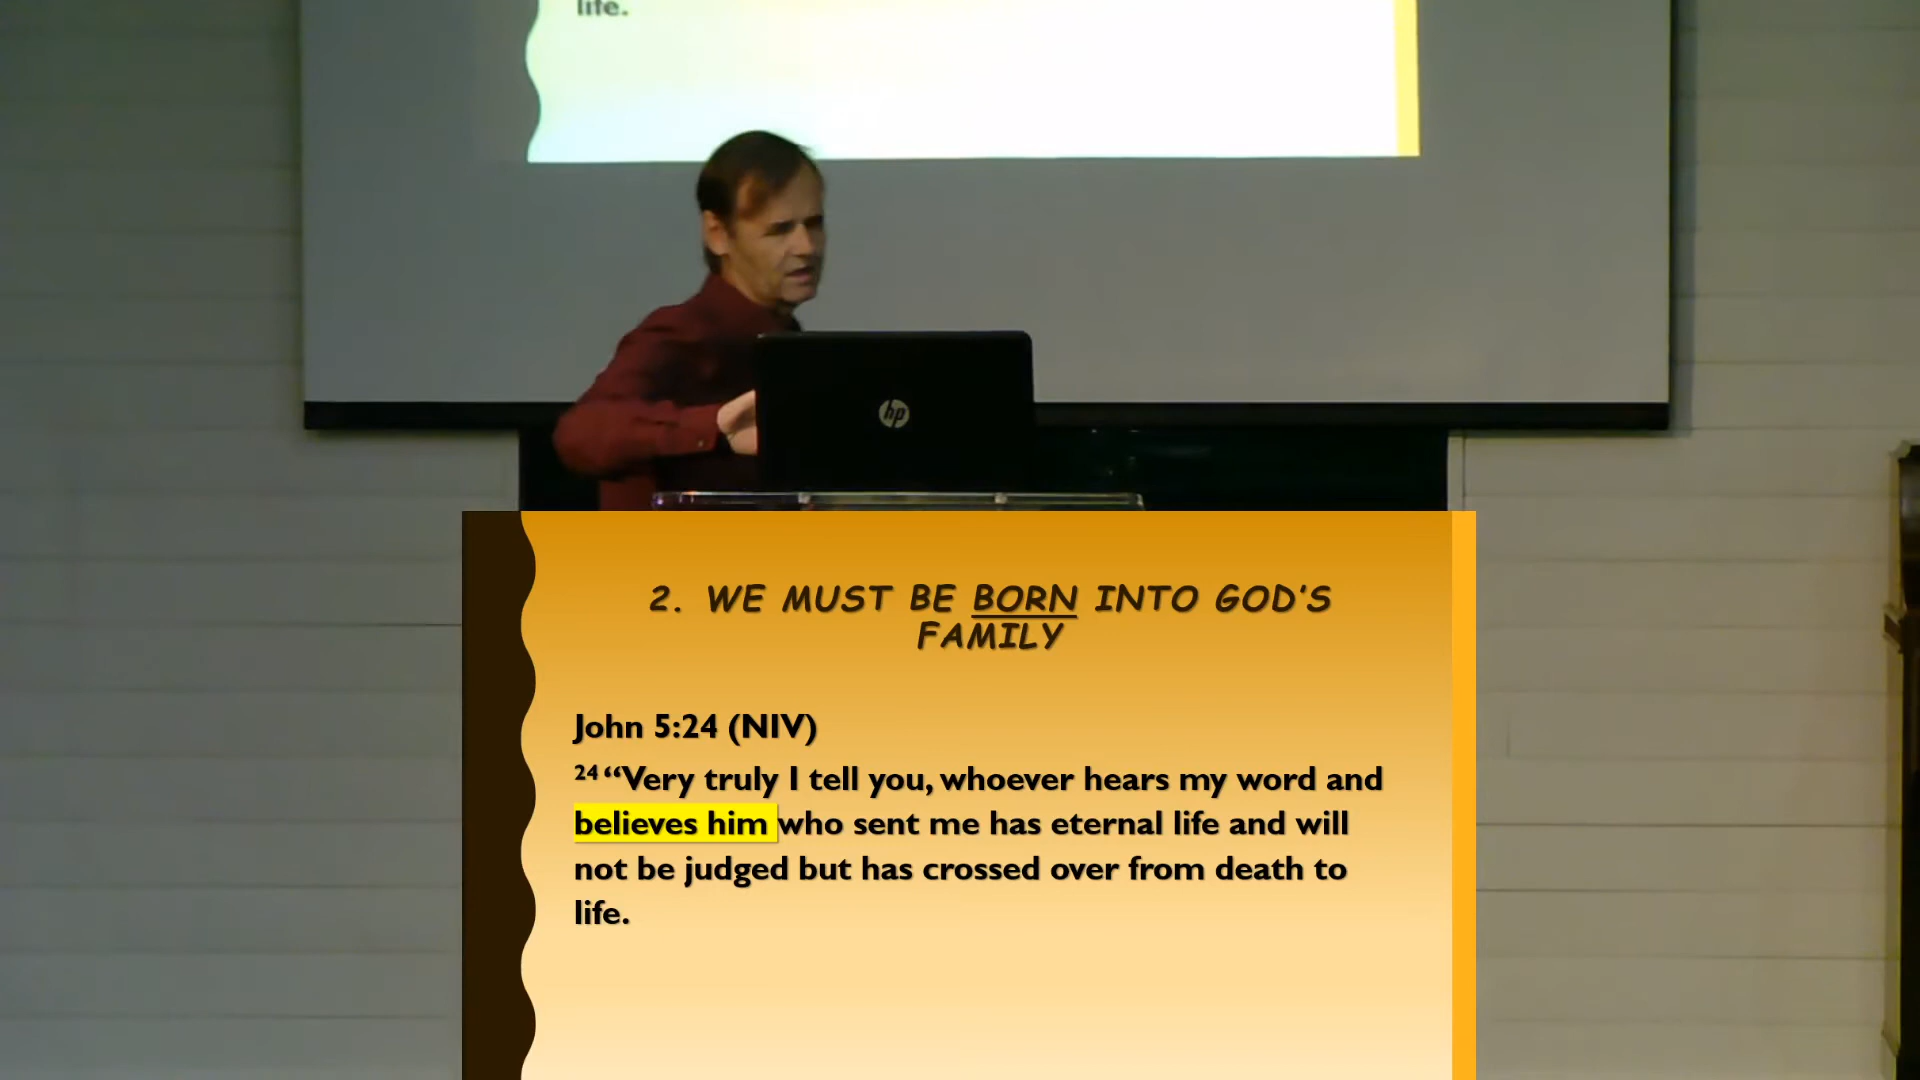 life.
hp
2. WE MUST BE BORN INTO GOD'S
FAMILY
John 5:24 (NIV)
24 “Very truly I tell you, whoever hears my word and
believes him who sent me has eternal life and will
not be judged but has crossed over from death to
life.